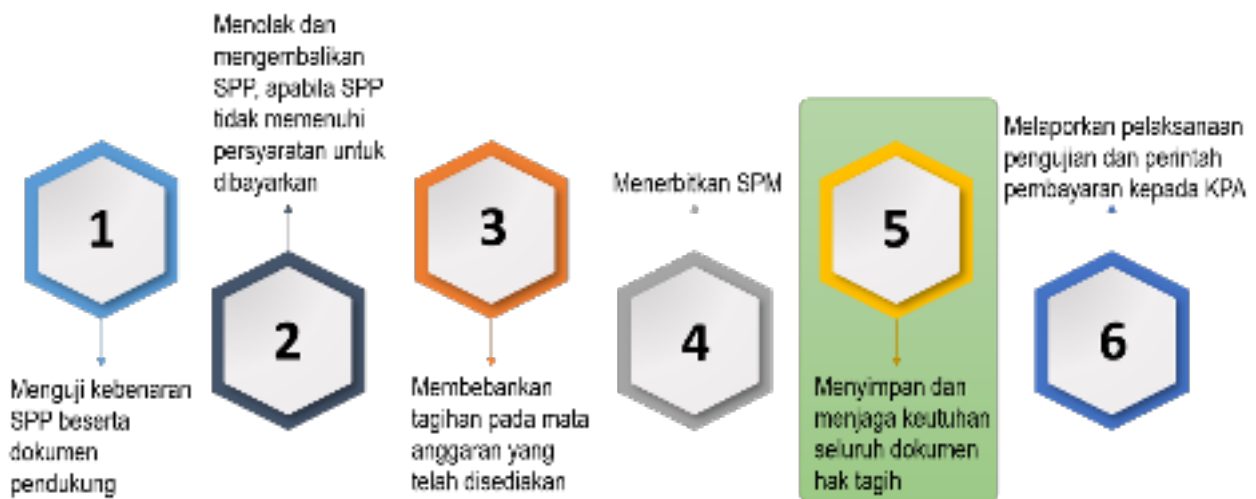 1
Menguji kebenaran
SPP beserta
dokumen
pendukung
Menolak dan
mengembalikan
SPP, apabila SPP
tidak memenuhi
persyaratan untuk
dibayarkan
2
3
Membebankan
tagihan pada mata
anggaran yang
telah disediakan
Menerbitkan SPM
4
5
Menyimpan dan
menjaga keutuhan
seluruh dokumen
hak tagih
Melaporkan pelaksanaan
pengujian dan perintah
pembayaran kepada KPA
6